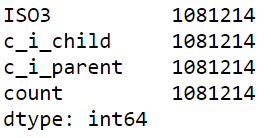 ISO3 1081214
c_i_child 1081214
c_i_parent 1081214
count 1081214
dtype: int64